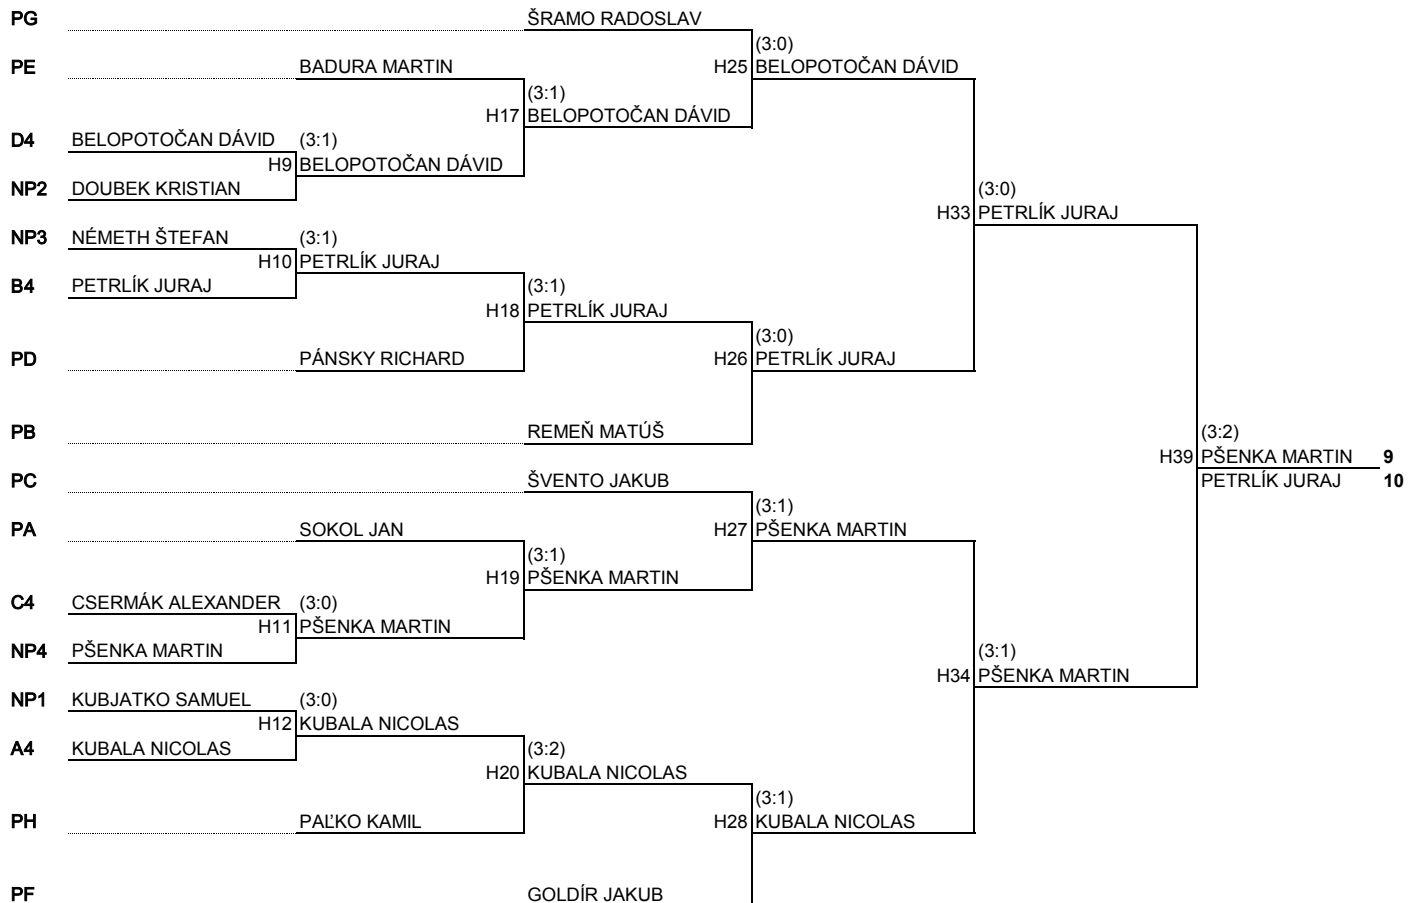 PG ŠRAMO RADOSLAV
(3:0)
PE BADURA MARTIN H25 BELOPOTOČAN DÁVID
(3:1)
H17 BELOPOTOČAN DÁVID
D4 BELOPOTOČAN DÁVID (3:1)
H9 BELOPOTOČAN DÁVID
NP2 DOUBEK KRISTIAN (3:0)
H33 PETRLÍK JURAJ
NP3 NÉMETH ŠTEFAN (3:1)
H10 PETRLÍK JURAJ
B4 PETRLÍK JURAJ (3:1)
H18 PETRLÍK JURAJ
(3:0)
PD PÁNSKY RICHARD H26 PETRLÍK JURAJ
PB REMEŇ MATÚŠ (3:2)
H39 PŠENKA MARTIN 9
PC ŠVENTO JAKUB PETRLÍK JURAJ 10
(3:1)
PA SOKOL JAN H27 PŠENKA MARTIN
(3:1)
H19 PŠENKA MARTIN
C4 CSERMÁK ALEXANDER (3:0)
H11 PŠENKA MARTIN
NP4 PŠENKA MARTIN (3:1)
H34 PŠENKA MARTIN
NP1 KUBJATKO SAMUEL (3:0)
H12 KUBALA NICOLAS
A4 KUBALA NICOLAS (3:2)
H20 KUBALA NICOLAS
(3:1)
PH PAĽKO KAMIL H28 KUBALA NICOLAS
PF GOLDÍR JAKUB